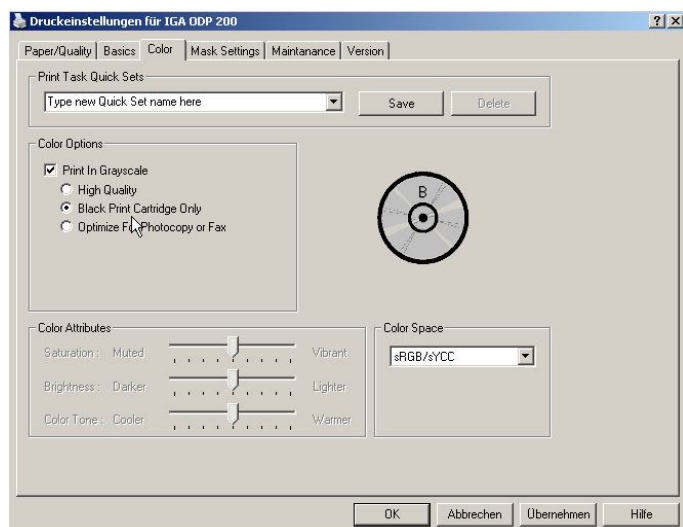 Druckeinstellungen für IGA ODP 200
Paper/Quality Basics Color Mask Settings Maintanance Version
Print Task Quick Sets
Type new Quick Set name here Save Delete
Color Options
Print In Grayscale
High Quality
Black Print Cartridge Only
Optimize For Photocopy or Fax
B
Color Attributes
Saturation : Muted Vibrant
Brightness : Darker Lighter
Color Tone : Cooler Warmer
Color Space
sRGB/sYCC
OK Abbrechen Übernehmen Hilfe